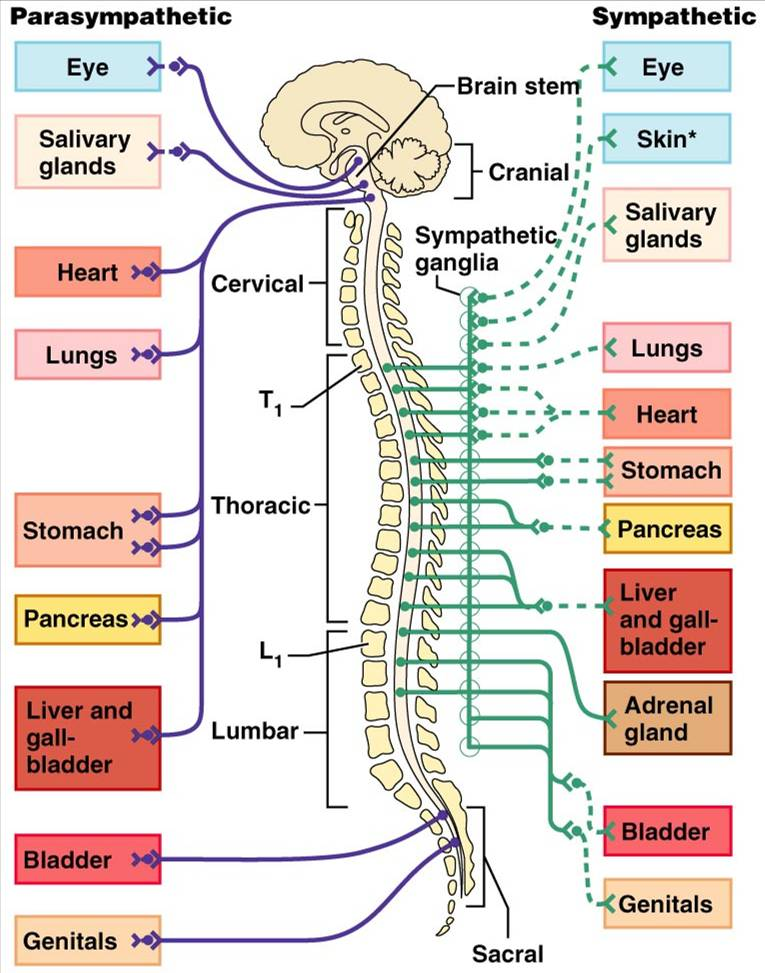 Parasympathetic
Sympathetic
Eye
Salivary
glands
Heart
Lungs
Stomach
Pancreas
Liver and
gall-
bladder
Bladder
Genitals
Brain stem
Cranial
Sympathetic
ganglia
Cervical
T1
Thoracic
L1
Lumbar
Sacral
Eye
Skin*
Salivary
glands
Lungs
Heart
Stomach
Pancreas
Liver
and gall-
bladder
Adrenal
gland
Bladder
Genitals